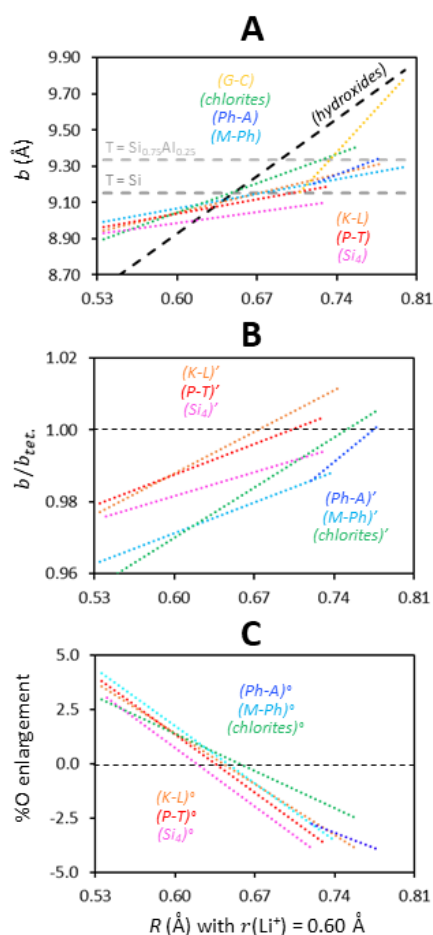 A
9.90
9.70
9.50
9.30
9.10
8.90
8.70
b (Å)
(G-C)
(chlorites)
(Ph-A)
(M-Ph)
(hydroxides)
T = Si0.75Al0.25
T = Si
(K-L)
(P-T)
(Si4)
0.53 0.60 0.67 0.74 0.81
B
1.02
1.00
0.98
0.96
b/btet.
(K-L)'
(P-T)'
(Si4)'
(Ph-A)'
(M-Ph)'
(chlorites)'
0.53 0.60 0.67 0.74 0.81
C
5.0
2.5
0.0
-2.5
-5.0
%O enlargement
(Ph-A)º
(M-Ph)º
(chlorites)º
(K-L)º
(P-T)º
(Si4)º
0.53 0.60 0.67 0.74 0.81
R (Å) with r(Li⁺) = 0.60 Å